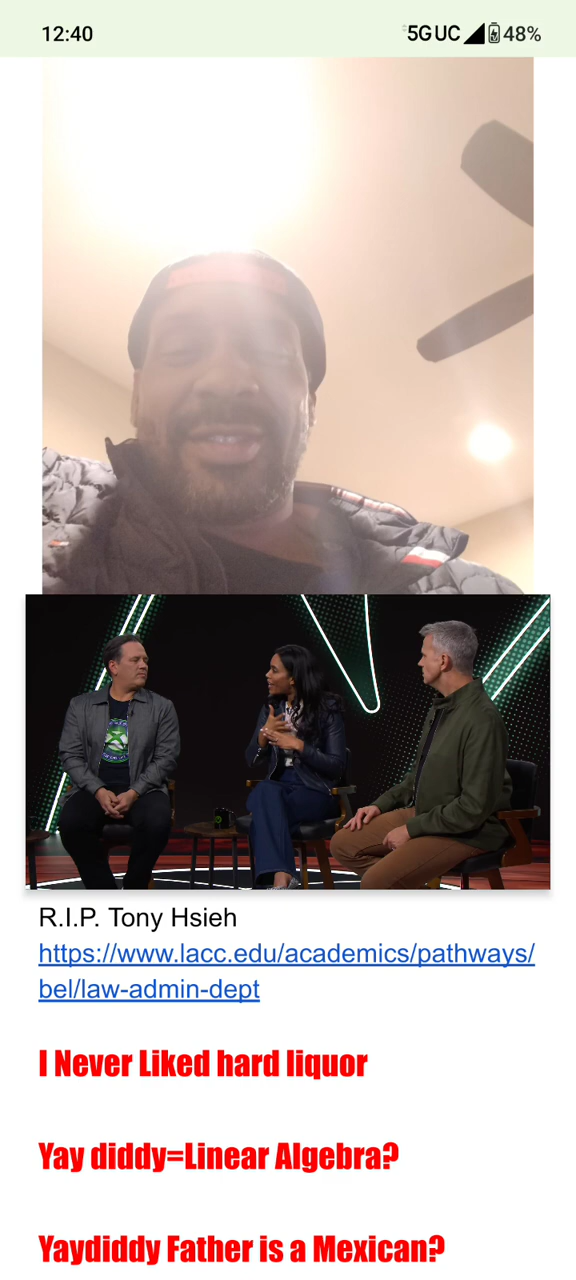 12:40
5G UC 48%
R.I.P. Tony Hsieh
https://www.lacc.edu/academics/pathways/
bel/law-admin-dept
I Never Liked hard liquor
Yay diddy=Linear Algebra?
Yaydiddy Father is a Mexican?